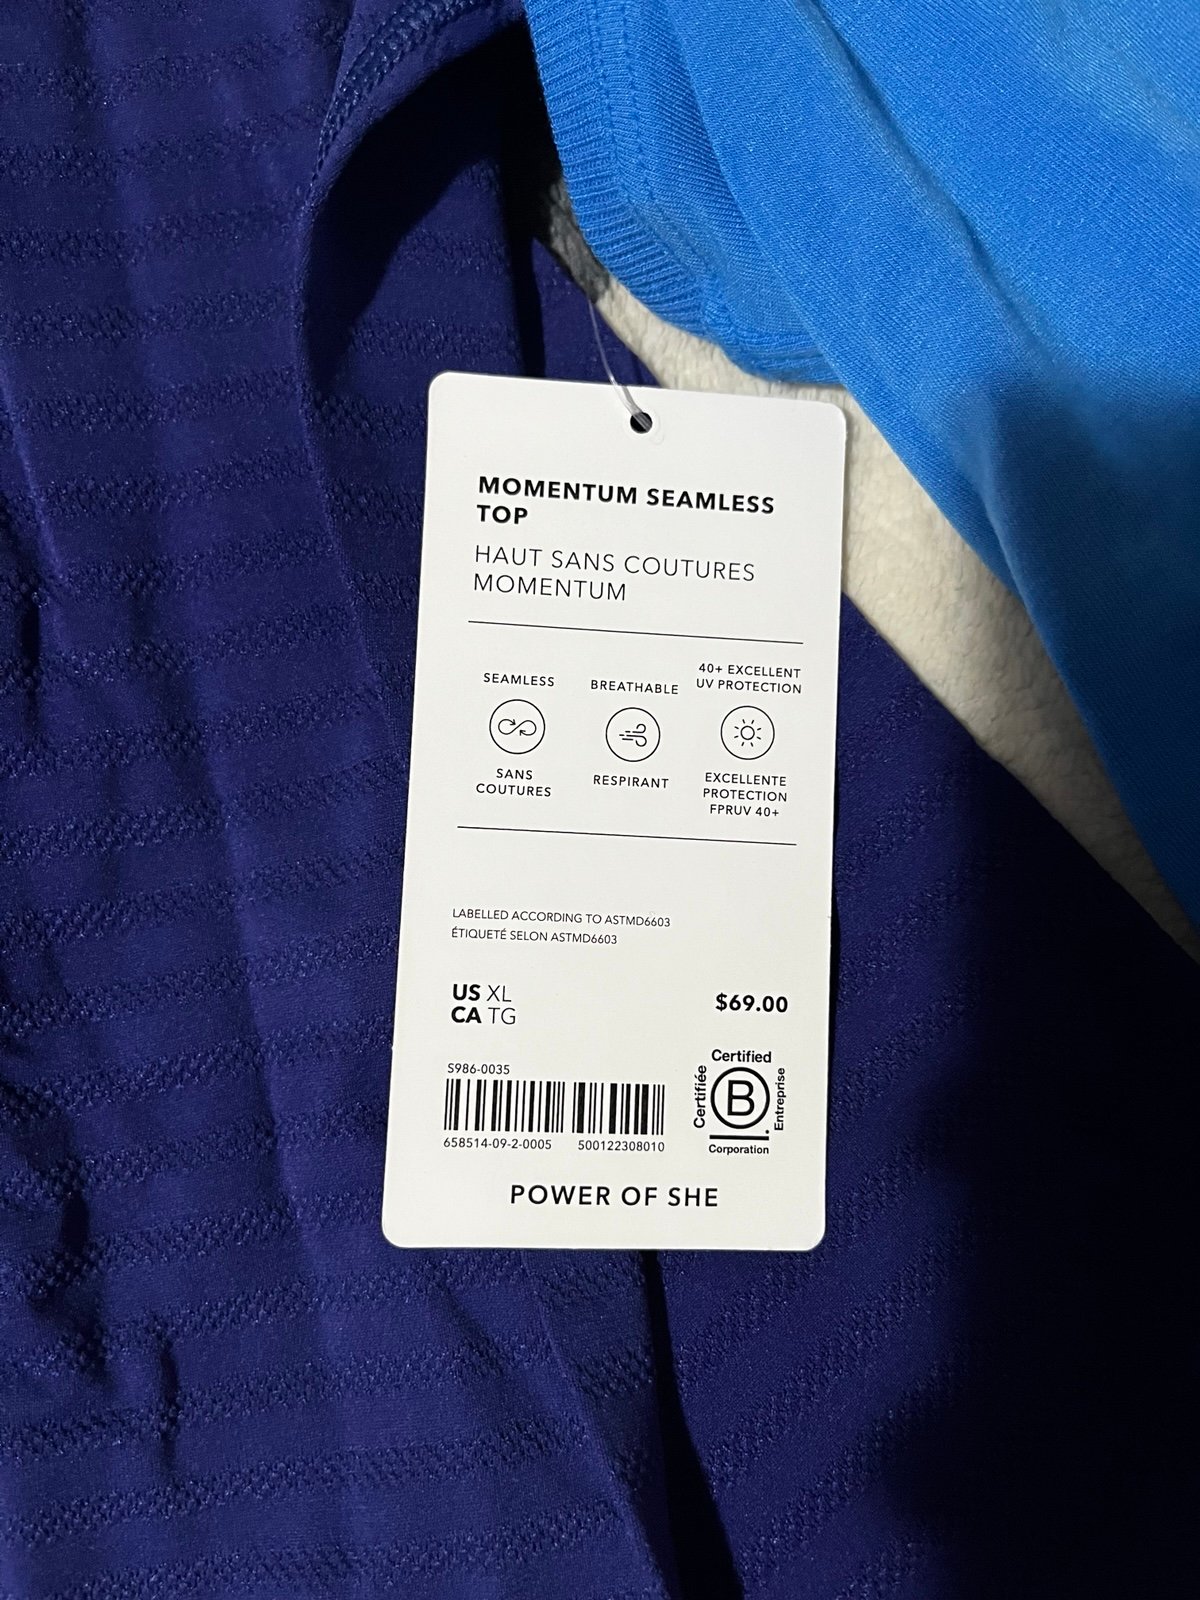 MOMENTUM SEAMLESS
TOP
HAUT SANS COUTURES
MOMENTUM
SEAMLESS
SANS
COUTURES
BREATHABLE
RESPIRANT
40+ EXCELLENT
UV PROTECTION
EXCELLENTE
PROTECTION
FPRUV 40+
LABELLED ACCORDING TO ASTMD6603
ÉTIQUETÉ SELON ASTMD6603
US XL
CA TG
$69.00
S986-0035
658514-09-2-0005 500122308010
Certified
Certifiée
B
Entreprise
Corporation
POWER OF SHE